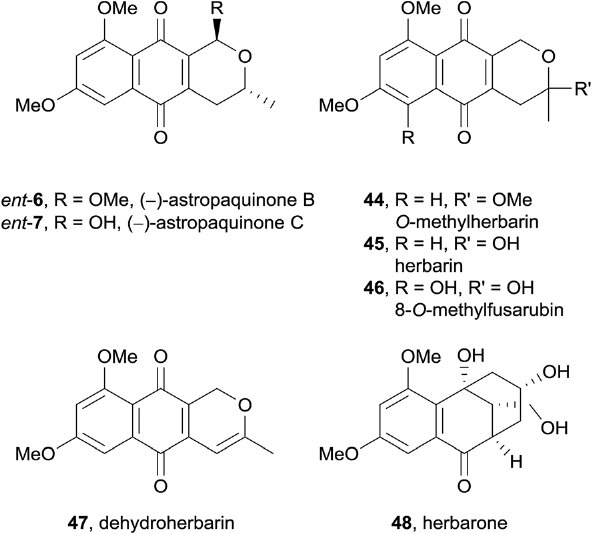 R
OMe
O
O
MeO
O
ent-6, R = OMe, (–)-astropaquinone B
ent-7, R = OH, (–)-astropaquinone C
OMe
O
O
R'
MeO
R
O
44, R = H, R' = OMe
O-methylherbarin
45, R = H, R' = OH
herbarin
46, R = OH, R' = OH
8-O-methylfusarubin
OMe
O
O
MeO
O
47, dehydroherbarin
OMe
OH
OH
OH
MeO
O
H
48, herbarone